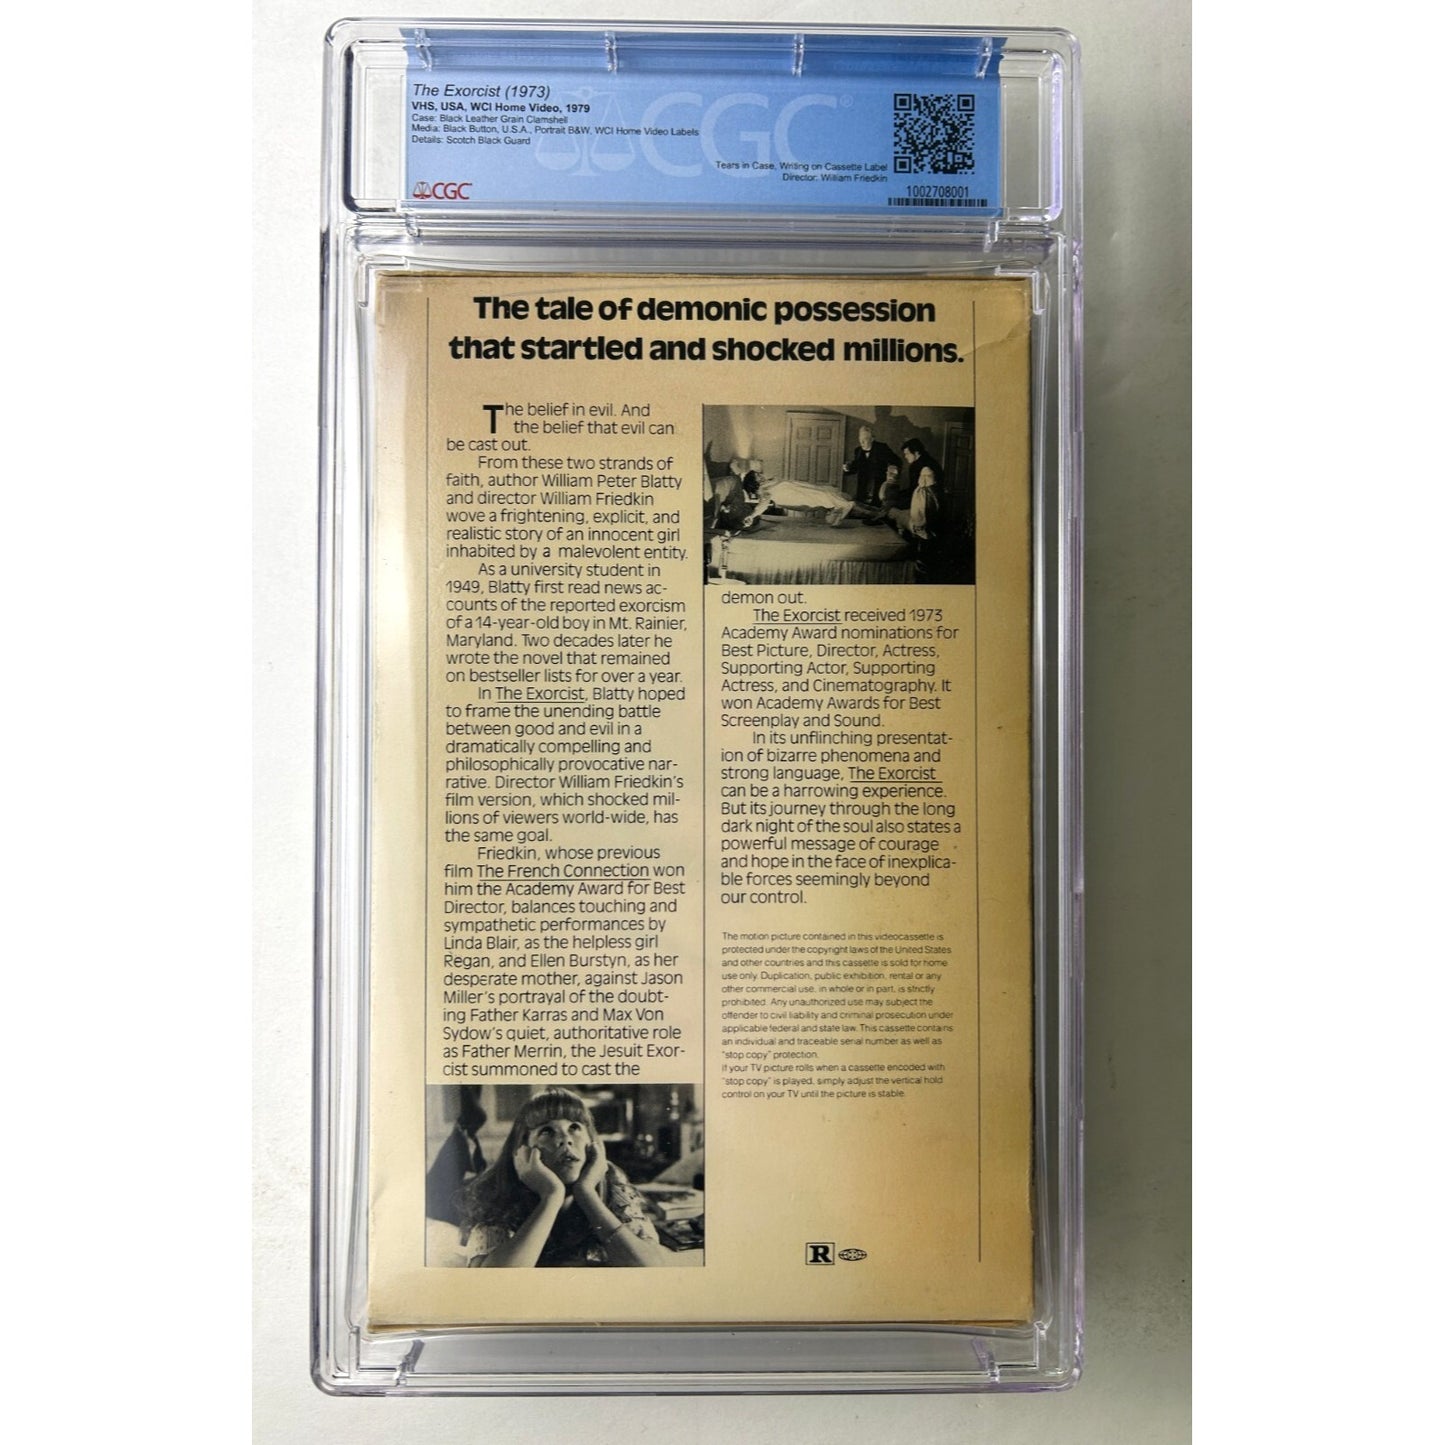 The Exorcist (1973)
VHS, USA, WCI Home Video, 1979
Case: Black Leather Grain Clamshell
Media: Black Button, U.S.A., Portrait B&W, WCI Home Video Labels
Details: Scotch Black Guard
CGC®
Tears in Case, Writing on Cassette Label
Director: William Friedkin
CGC
1002708001
The tale of demonic possession
that startled and shocked millions.
The belief in evil. And
the belief that evil can
be cast out.
From these two strands of
faith, author William Peter Blatty
and director William Friedkin
wove a frightening, explicit, and
realistic story of an innocent girl
inhabited by a malevolent entity.
As a university student in
1949, Blatty first read news ac-
counts of the reported exorcism
of a 14-year-old boy in Mt. Rainier,
Maryland. Two decades later he
wrote the novel that remained
on bestseller lists for over a year.
In The Exorcist, Blatty hoped
to frame the unending battle
between good and evil in a
dramatically compelling and
philosophically provocative nar-
rative. Director William Friedkin's
film version, which shocked mil-
lions of viewers world-wide, has
the same goal.
Friedkin, whose previous
film The French Connection won
him the Academy Award for Best
Director, balances touching and
sympathetic performances by
Linda Blair, as the helpless girl
Regan, and Ellen Burstyn, as her
desperate mother, against Jason
Miller's portrayal of the doubt-
ing Father Karras and Max Von
Sydow's quiet, authoritative role
as Father Merrin, the Jesuit Exor-
cist summoned to cast the
demon out.
The Exorcist received 1973
Academy Award nominations for
Best Picture, Director, Actress,
Supporting Actor, Supporting
Actress, and Cinematography. It
won Academy Awards for Best
Screenplay and Sound.
In its unflinching presentat-
ion of bizarre phenomena and
strong language, The Exorcist
can be a harrowing experience.
But its journey through the long
dark night of the soul also states a
powerful message of courage
and hope in the face of inexplica-
ble forces seemingly beyond
our control.
The motion picture contained in this videocassette is
protected under the copyright laws of the United States
and other countries and this cassette is sold for home
use only. Duplication, public exhibition, rental or any
other commercial use, in whole or in part, is strictly
prohibited. Any unauthorized use may subject the
offender to civil liability and criminal prosecution under
applicable federal and state law. This cassette contains
an individual and traceable serial number as well as
"stop copy" protection.
If your TV picture rolls when a cassette encoded with
"stop copy" is played, simply adjust the vertical hold
control on your TV until the picture is stable.
R